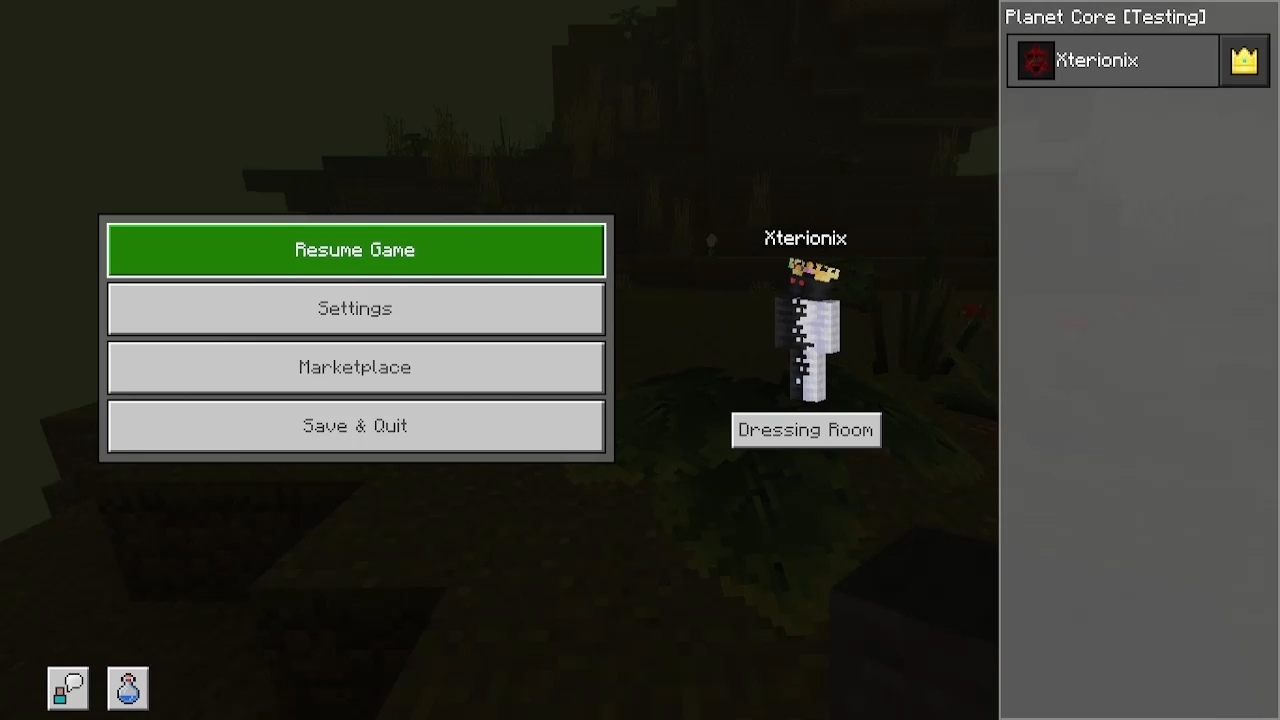 Planet Core [Testing]
Xterionix
Resume Game
Settings
Marketplace
Save & Quit
Xterionix
Dressing Room